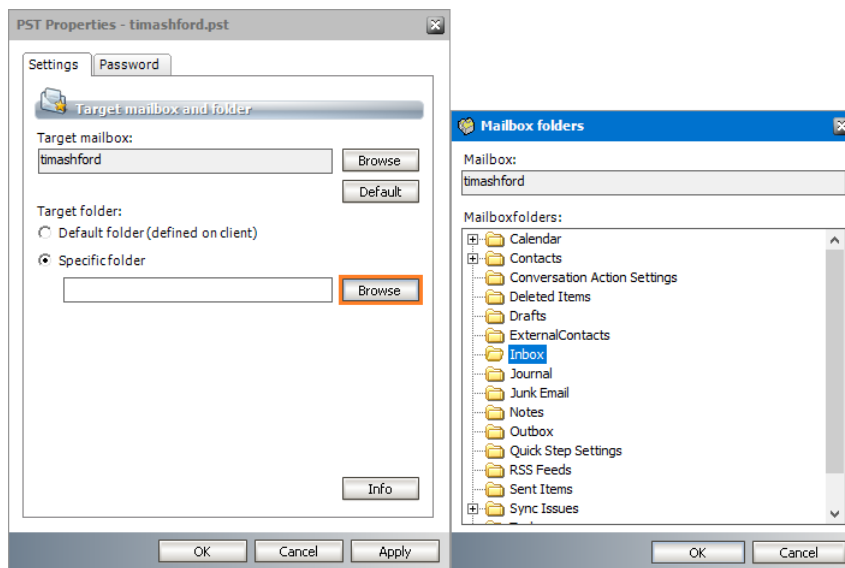 PST Properties - timashford.pst
Settings
Password
Target mailbox and folder
Target mailbox:
timashford
Browse
Default
Target folder:
Default folder (defined on client)
Specific folder
Browse
Info
OK
Cancel
Apply
Mailbox folders
Mailbox:
timashford
Mailboxfolders:
Calendar
Contacts
Conversation Action Settings
Deleted Items
Drafts
ExternalContacts
Inbox
Journal
Junk Email
Notes
Outbox
Quick Step Settings
RSS Feeds
Sent Items
Sync Issues
OK
Cancel